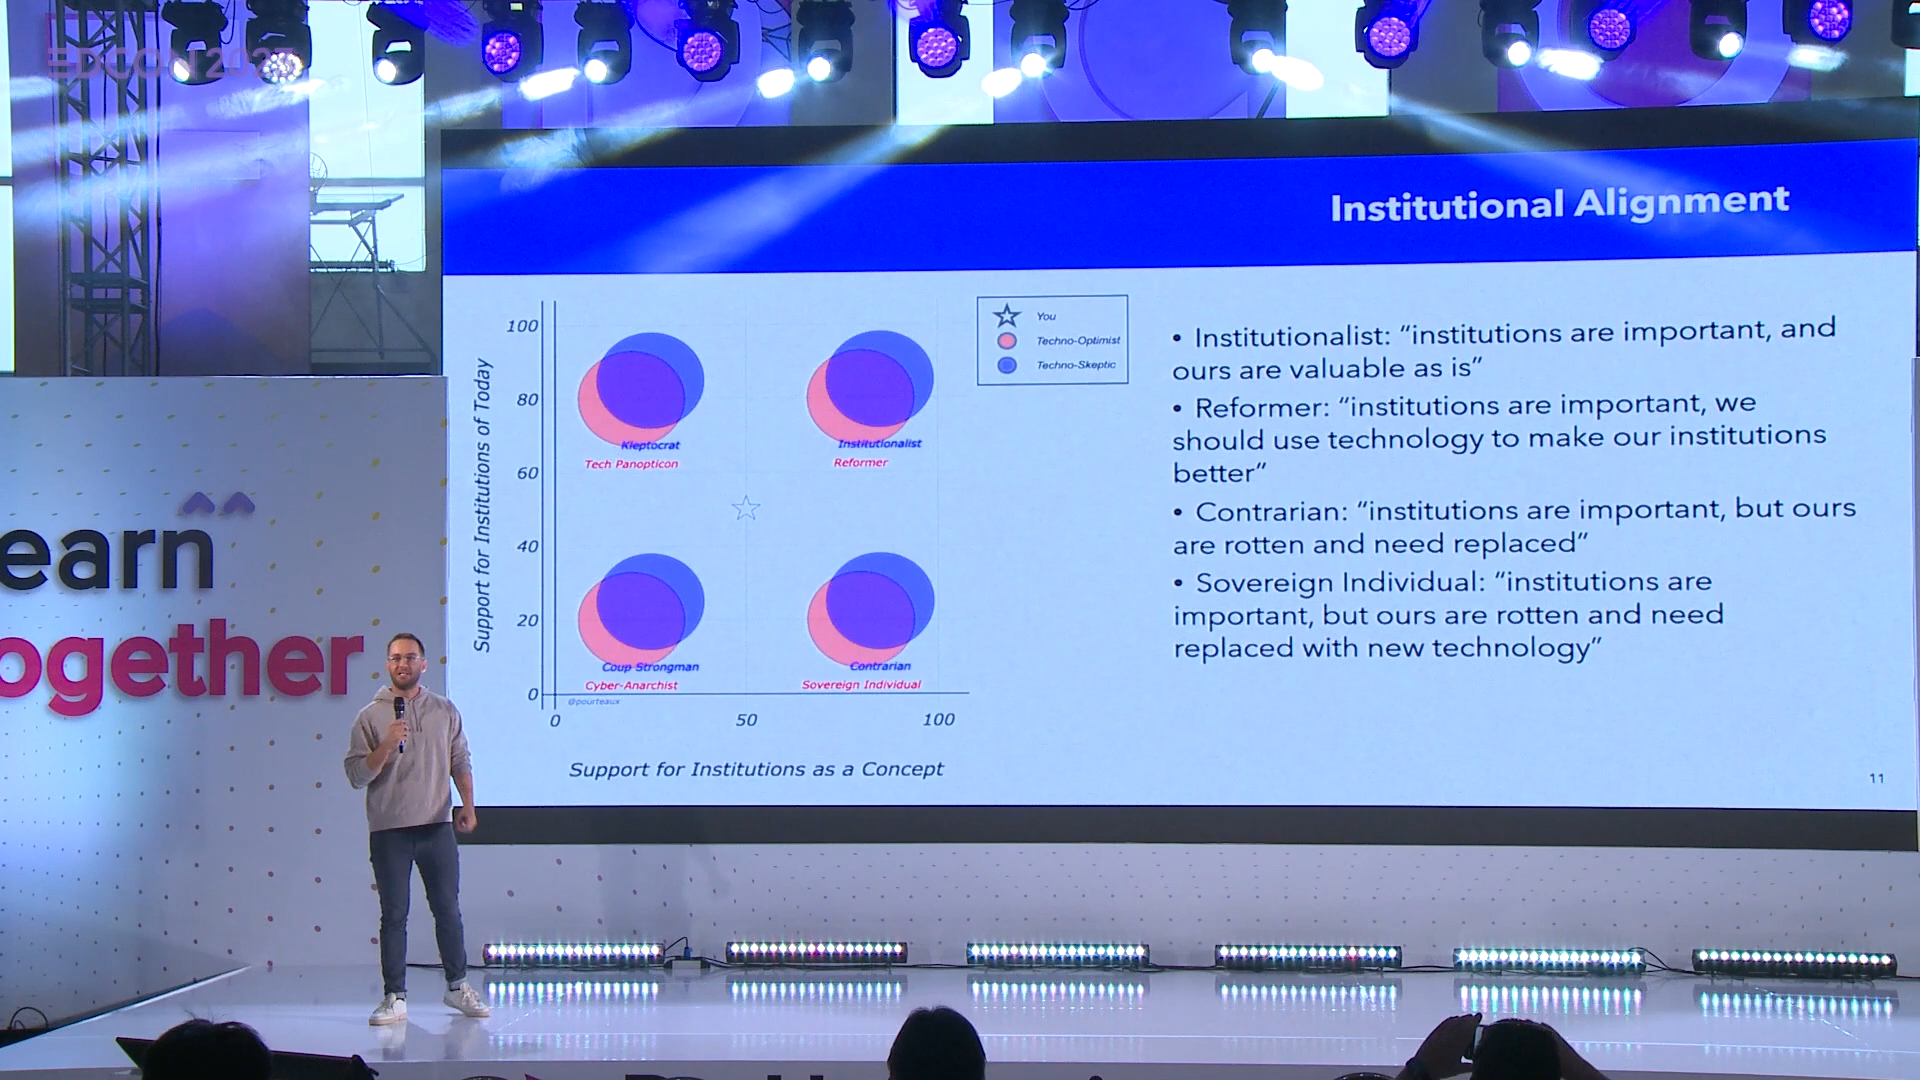 EDCON 2023
earn
ogether
Institutional Alignment
Support for Institutions of Today
100
80
60
40
20
0
0
50
100
Support for Institutions as a Concept
You
Techno-Optimist
Techno-Skeptic
Kleptocrat
Tech Panopticon
Institutionalist
Reformer
Coup Strongman
Cyber-Anarchist
Contrarian
Sovereign Individual
@pourteaux
• Institutionalist: “institutions are important, and
ours are valuable as is”
• Reformer: “institutions are important, we
should use technology to make our institutions
better”
• Contrarian: “institutions are important, but ours
are rotten and need replaced”
• Sovereign Individual: “institutions are
important, but ours are rotten and need
replaced with new technology”
11